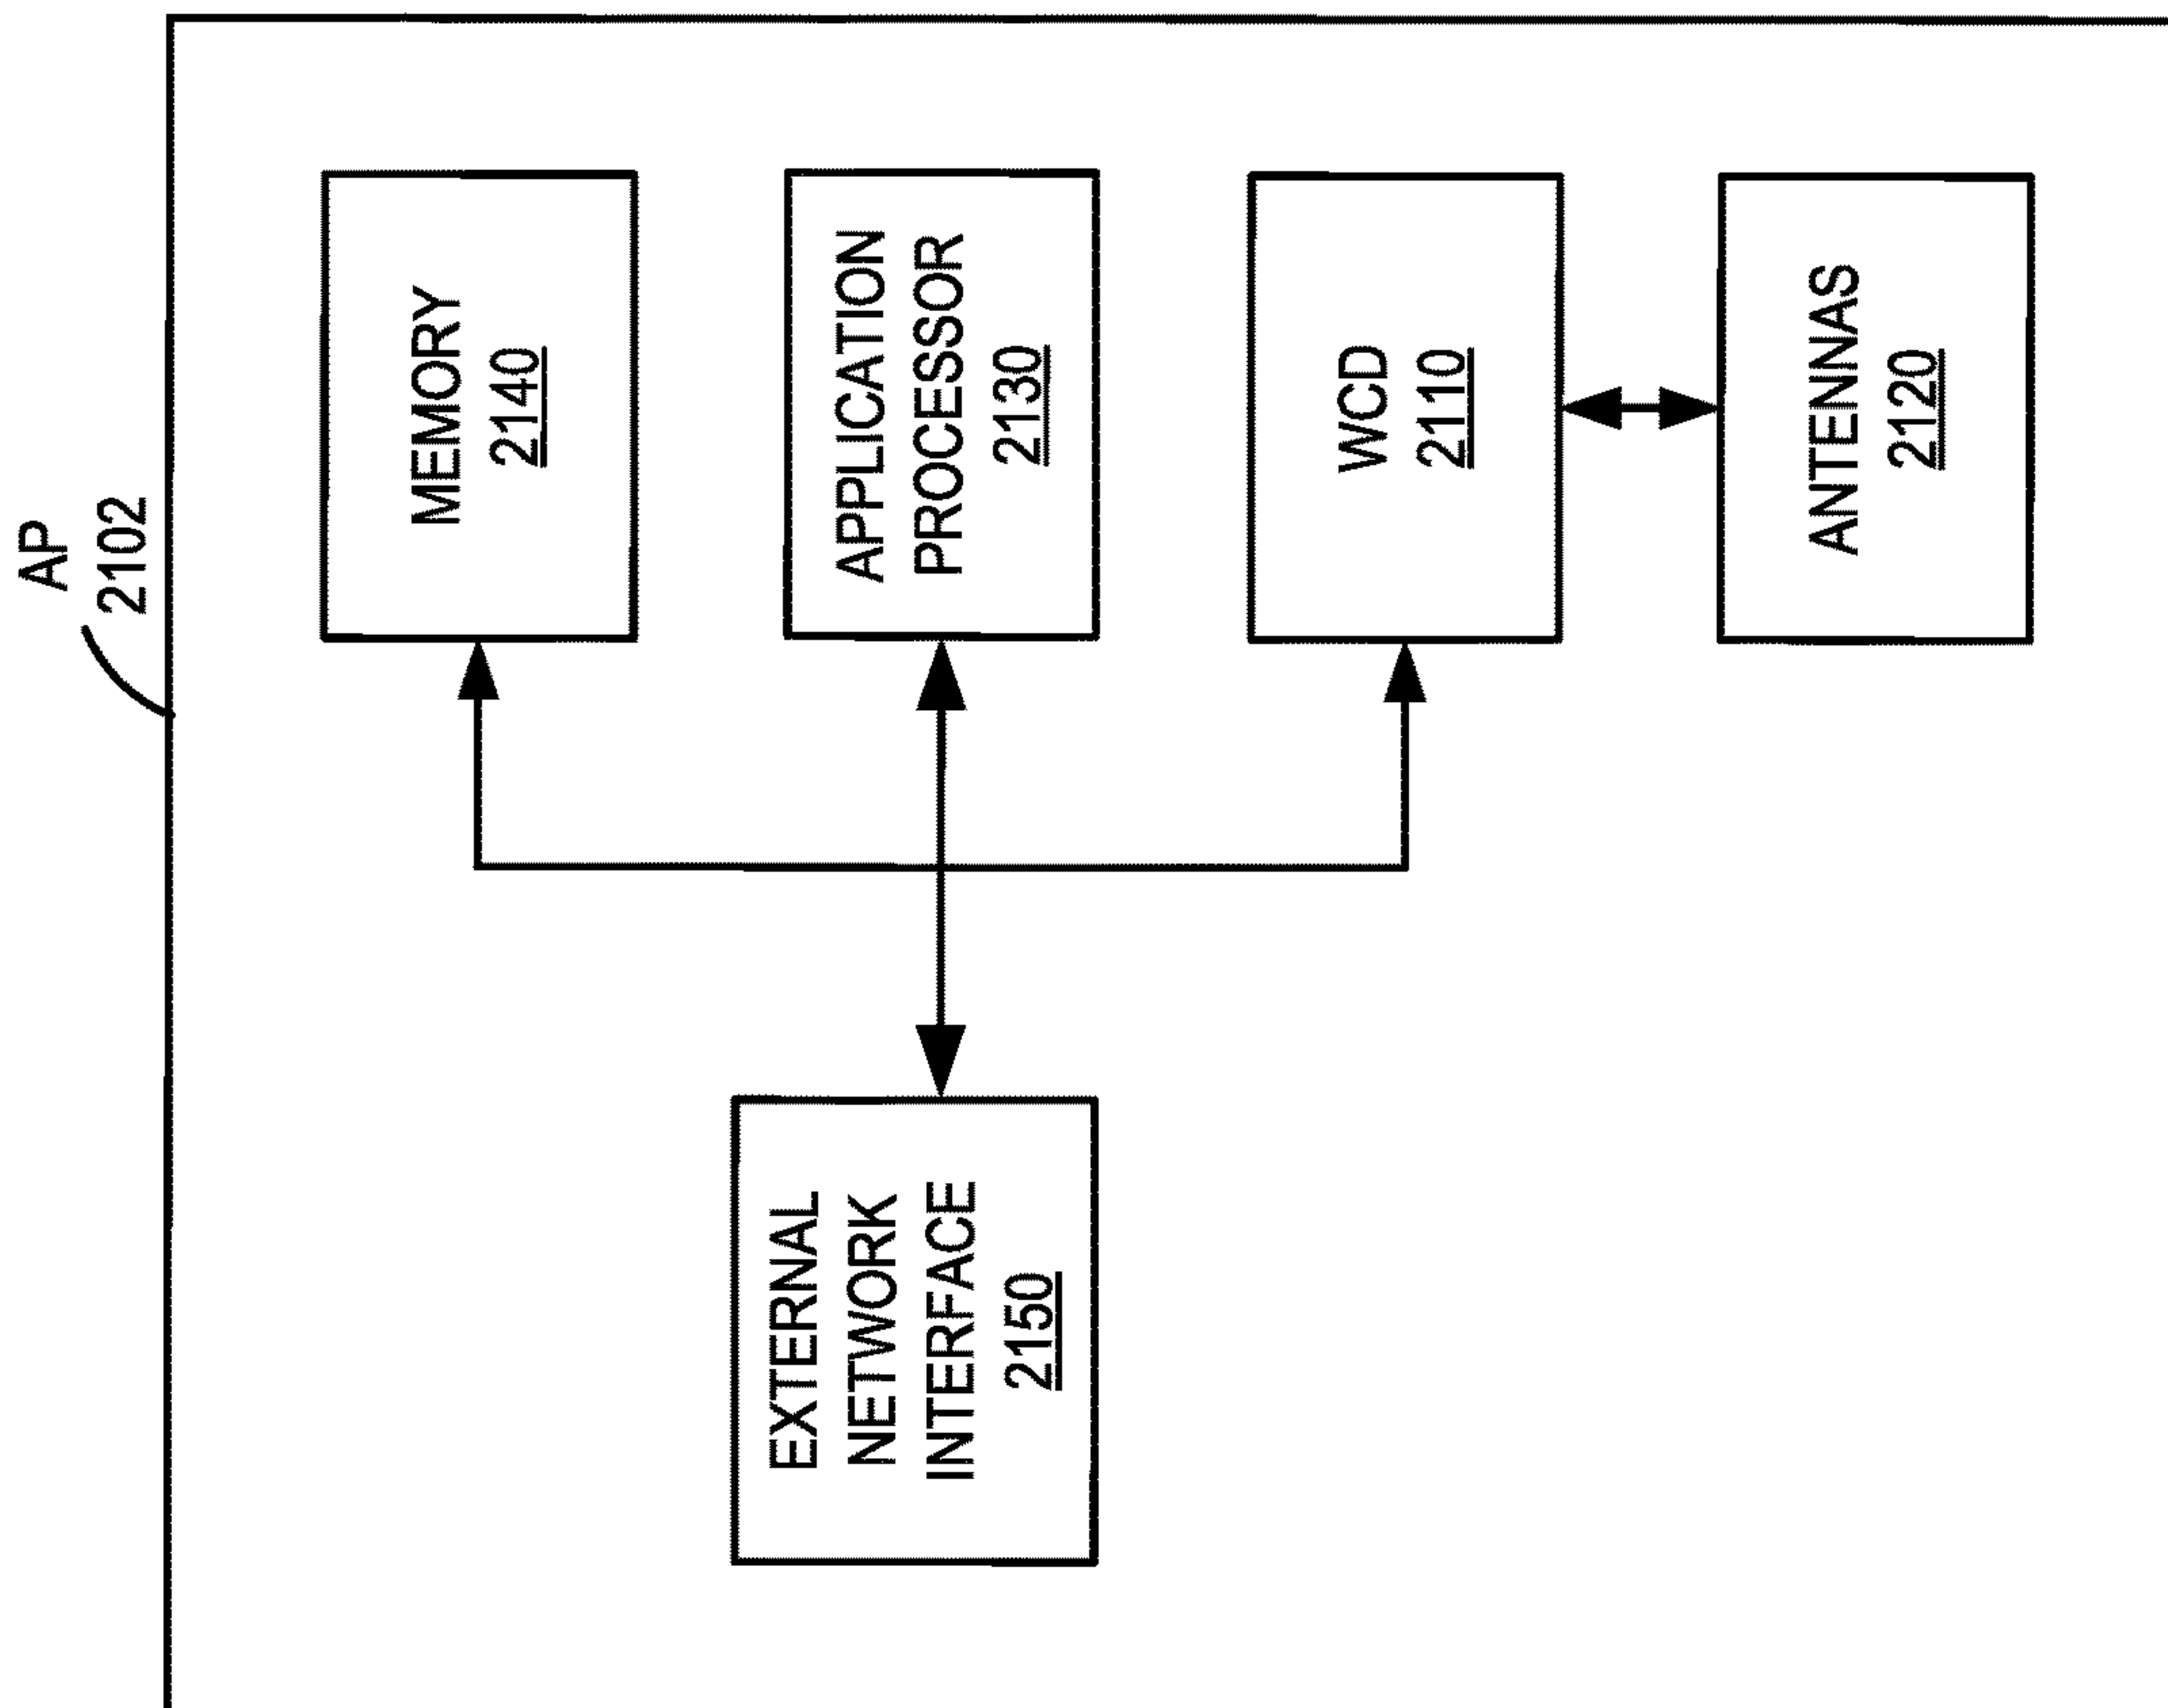 AP
2102
MEMORY
2140
APPLICATION
PROCESSOR
2130
WCD
2110
ANTENNAS
2120
EXTERNAL
NETWORK
INTERFACE
2150